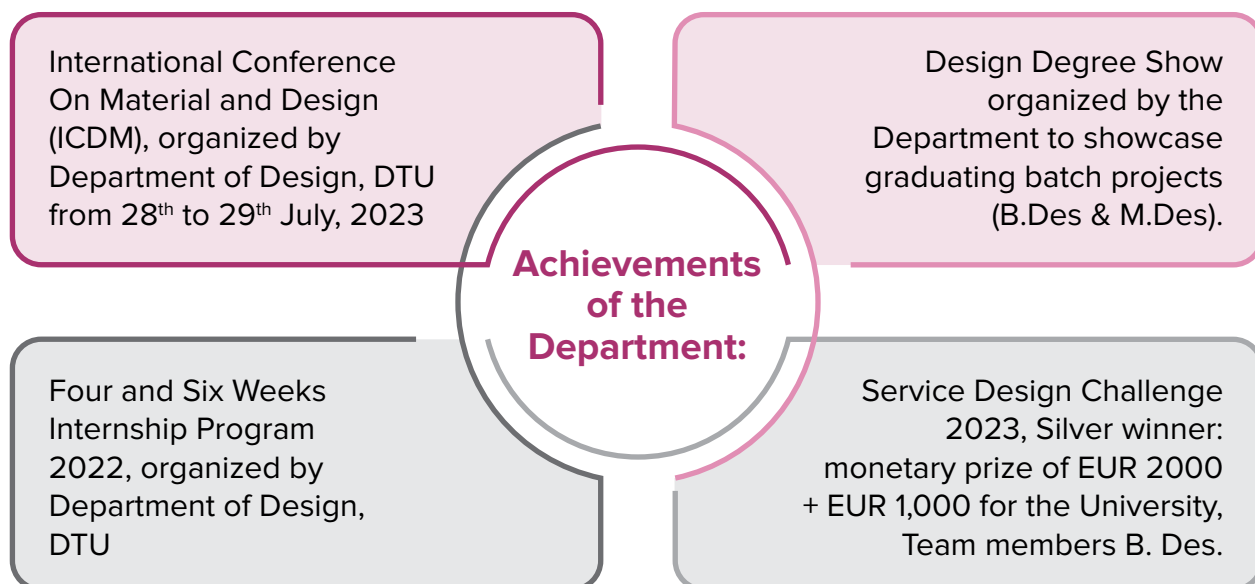 International Conference
On Material and Design
(ICDM), organized by
Department of Design, DTU
from 28th to 29th July, 2023
Design Degree Show
organized by the
Department to showcase
graduating batch projects
(B.Des & M.Des).
Achievements
of the
Department:
Four and Six Weeks
Internship Program
2022, organized by
Department of Design,
DTU
Service Design Challenge
2023, Silver winner:
monetary prize of EUR 2000
+ EUR 1,000 for the University,
Team members B. Des.